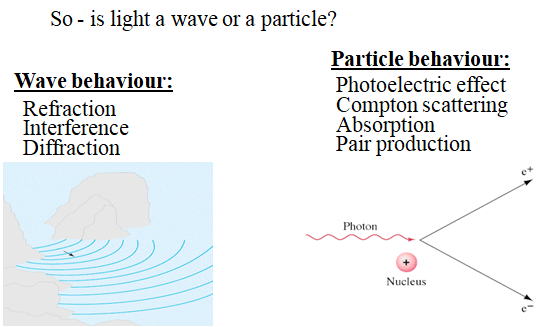 So - is light a wave or a particle?
Wave behaviour:
Refraction
Interference
Diffraction
Particle behaviour:
Photoelectric effect
Compton scattering
Absorption
Pair production
Photon
+
Nucleus
e+
e−